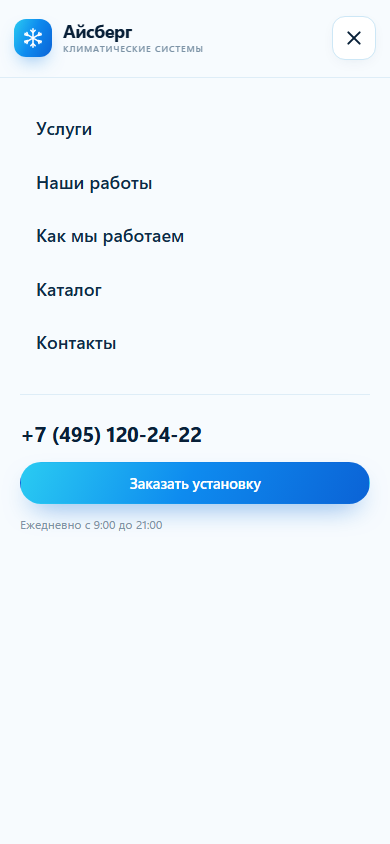 Айсберг
КЛИМАТИЧЕСКИЕ СИСТЕМЫ
Услуги
Наши работы
Как мы работаем
Каталог
Контакты
+7 (495) 120-24-22
Заказать установку
Ежедневно с 9:00 до 21:00